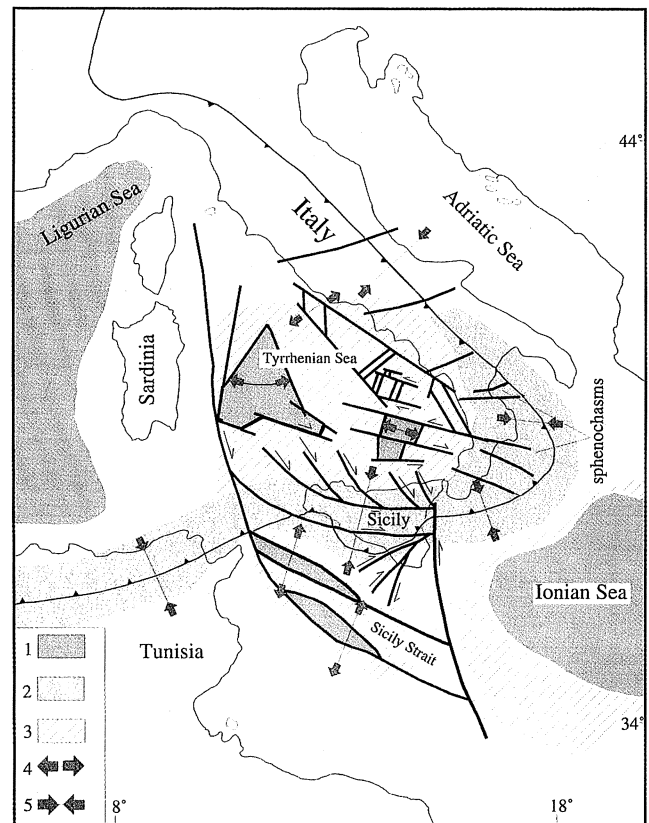 44°
Ligurian Sea
Italy
Adriatic Sea
Sardinia
Tyrrhenian Sea
sphenochasms
Sicily
Ionian Sea
Tunisia
Sicily Strait
34°
1
2
3
4
5
8°
18°